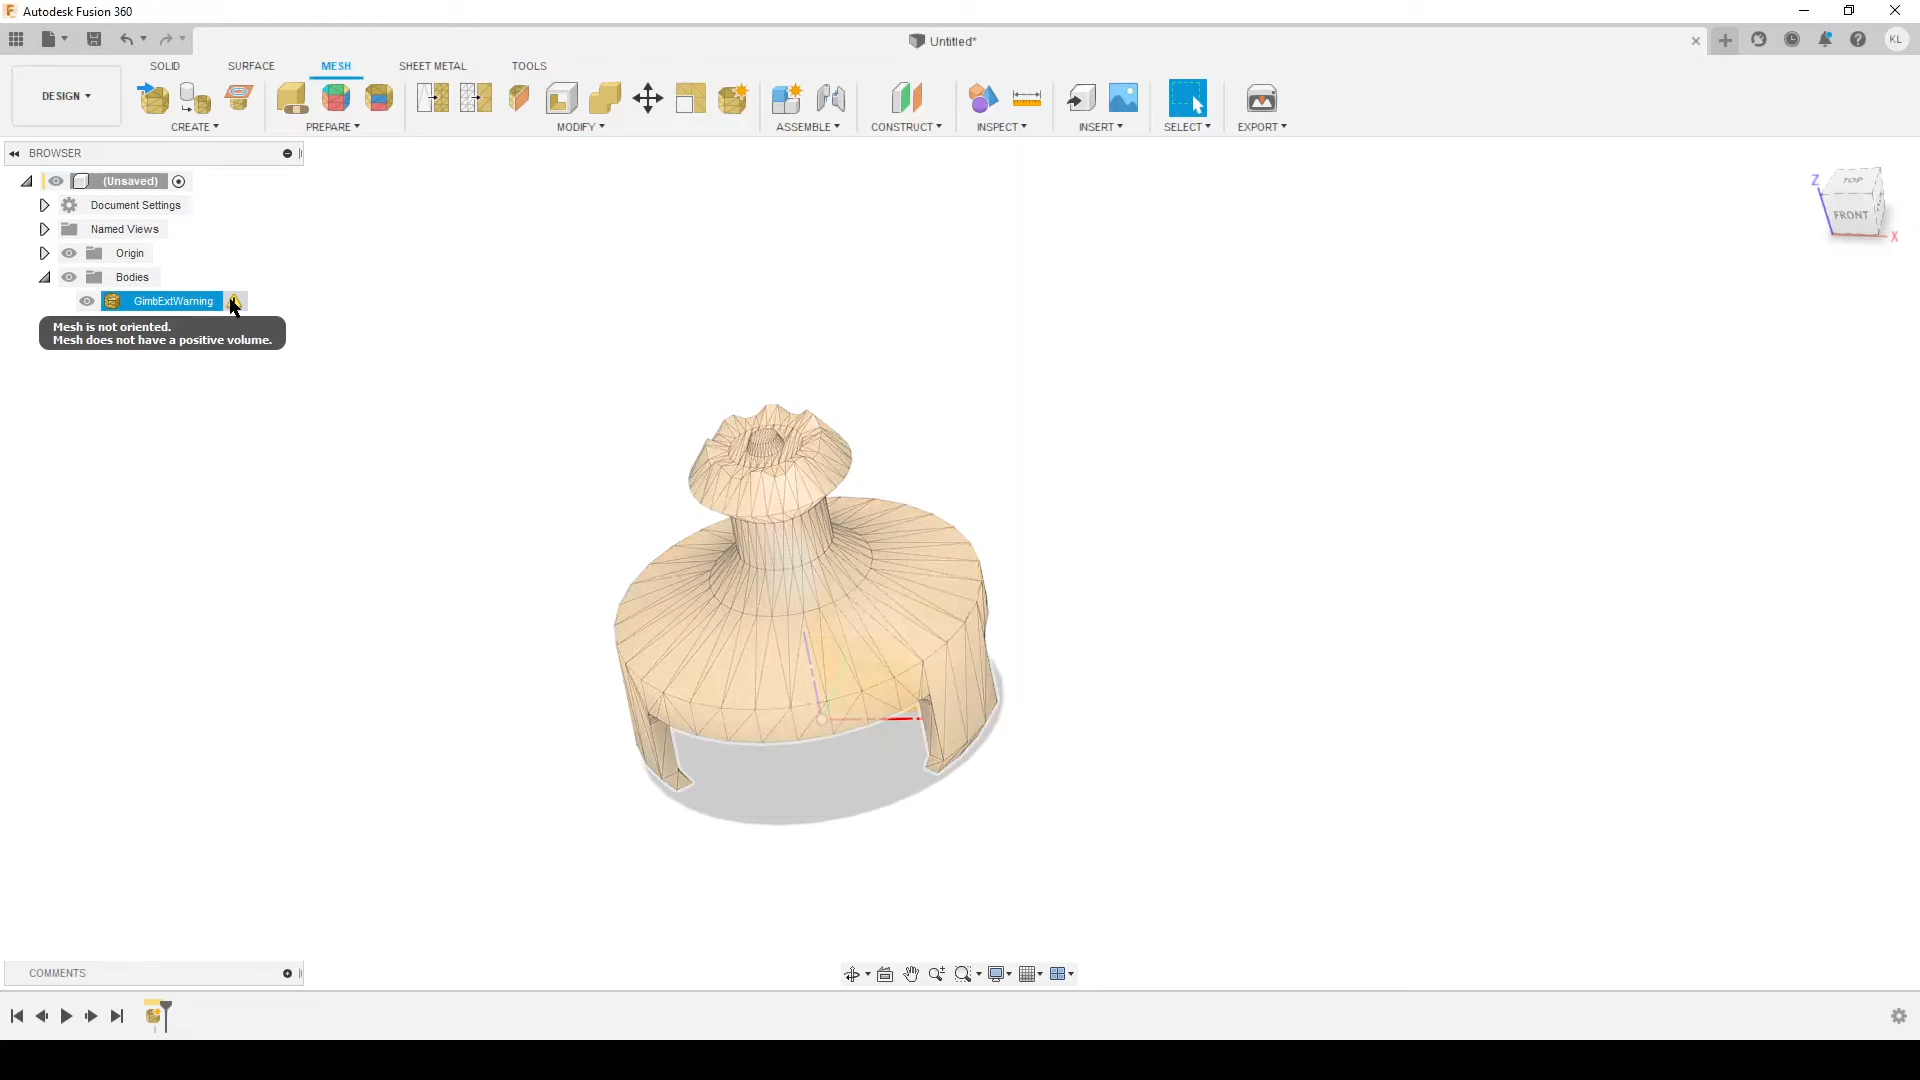 Autodesk Fusion 360
Untitled*
KL
DESIGN
SOLID
SURFACE
MESH
SHEET METAL
TOOLS
CREATE
PREPARE
MODIFY
ASSEMBLE
CONSTRUCT
INSPECT
INSERT
SELECT
EXPORT
BROWSER
(Unsaved)
Document Settings
Named Views
Origin
Bodies
GimbExtWarning
Mesh is not oriented.
Mesh does not have a positive volume.
Z
TOP
FRONT
X
COMMENTS